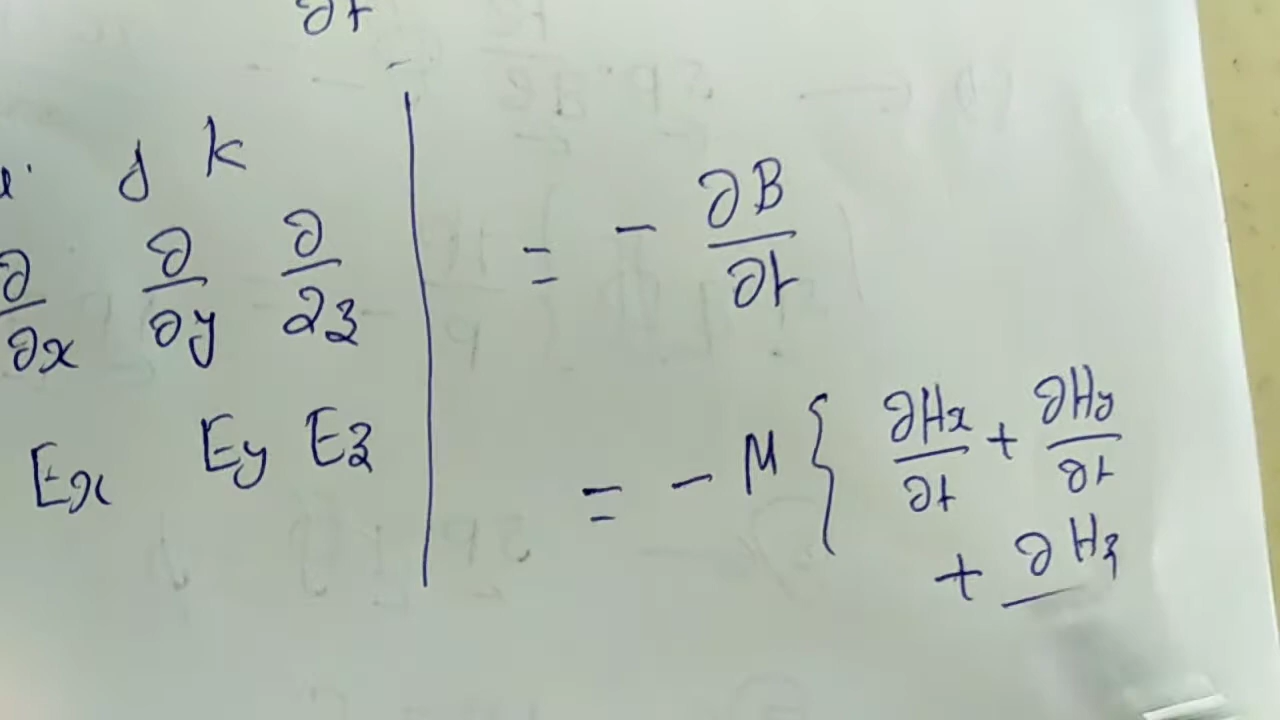 ∂t
i j k
∂/∂x ∂/∂y ∂/∂z
Ex Ey Ez
= - ∂B/∂t
= - μ { ∂Hx/∂t + ∂Hy/∂t
+ ∂Hz